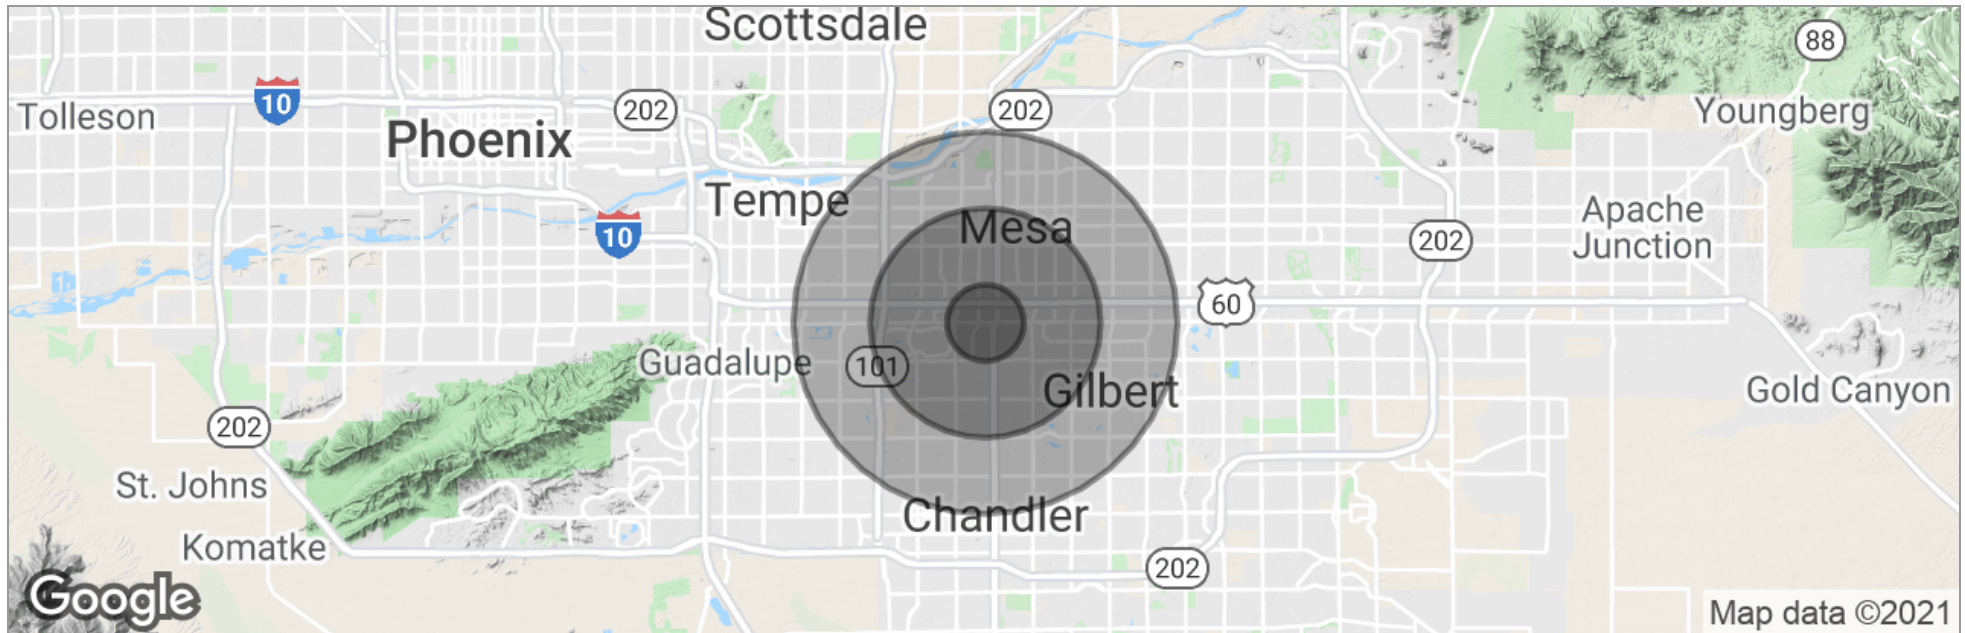 Scottsdale
88
10
Tolleson
202
202
Youngberg
Phoenix
Tempe
Mesa
Apache
Junction
10
202
60
Guadalupe
101
Gilbert
Gold Canyon
202
St. Johns
Chandler
Komatke
202
Google
Map data ©2021